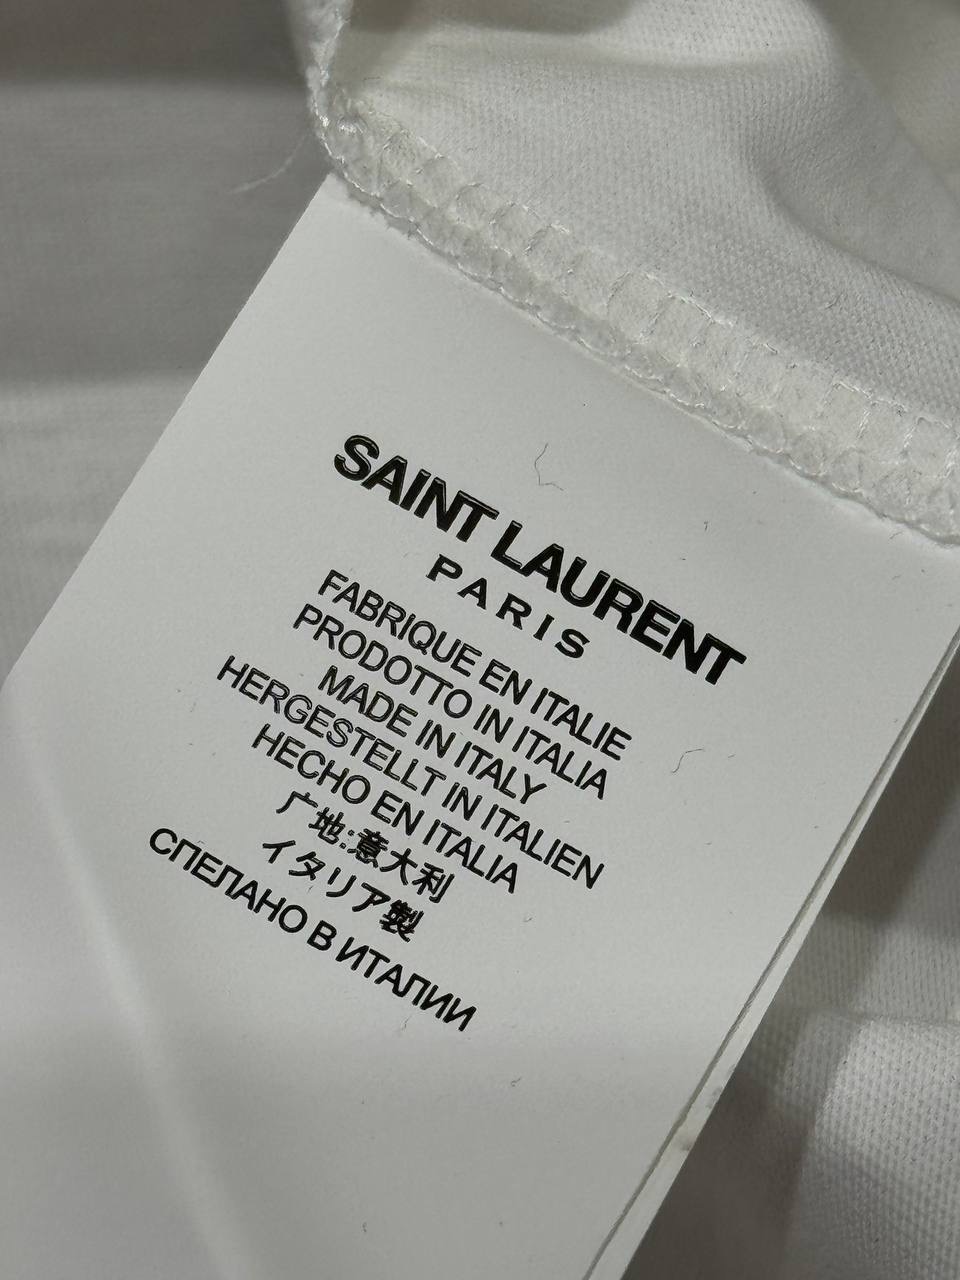 SAINT LAURENT
PARIS
FABRIQUE EN ITALIE
PRODOTTO IN ITALIA
MADE IN ITALY
HERGESTELLT IN ITALIEN
HECHO EN ITALIA
广地:意大利
イタリア製
СПЕЛАНО В ИТАЛИИ